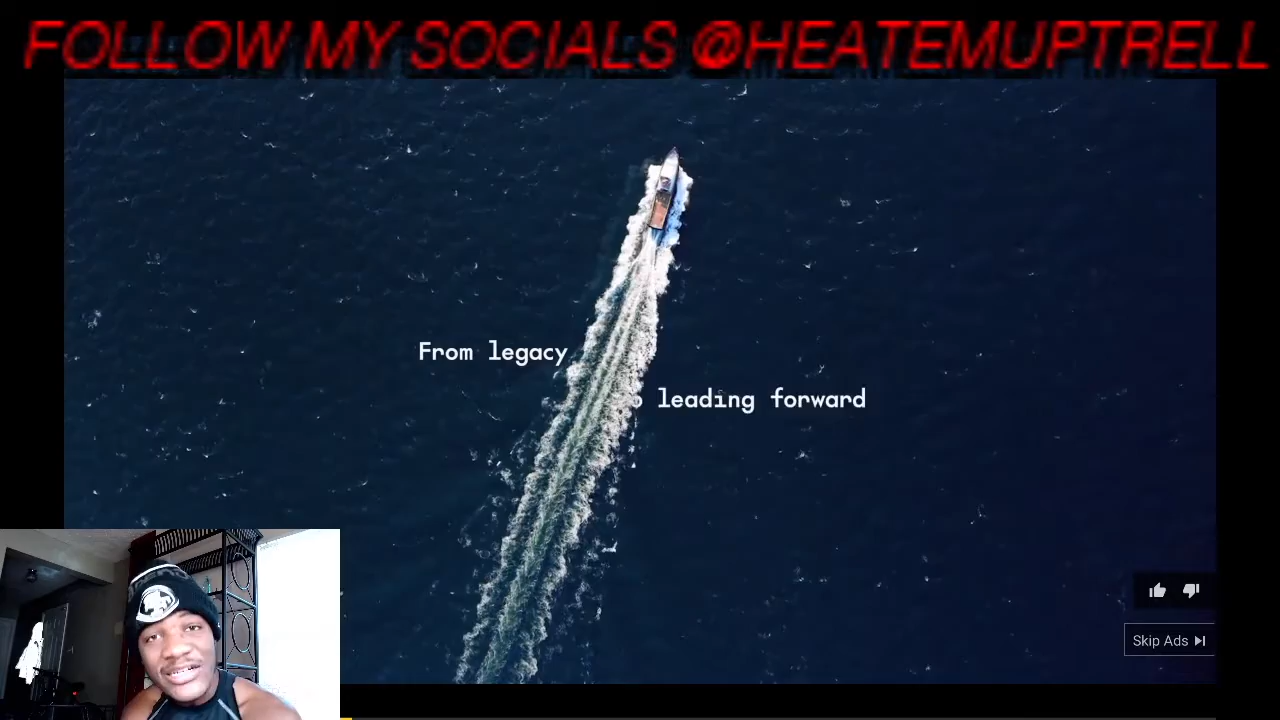 FOLLOW MY SOCIALS @HEATEMUPTRELL
From legacy
leading forward
Skip Ads